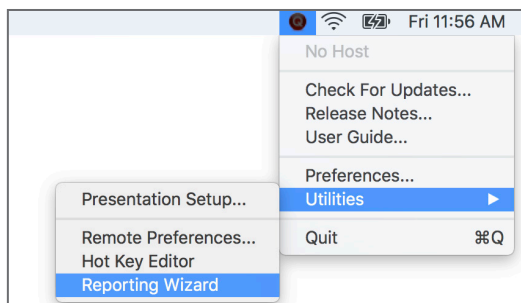 Fri 11:56 AM
No Host
Check For Updates...
Release Notes...
User Guide...
Preferences...
Utilities
Quit ⌘Q
Presentation Setup...
Remote Preferences...
Hot Key Editor
Reporting Wizard